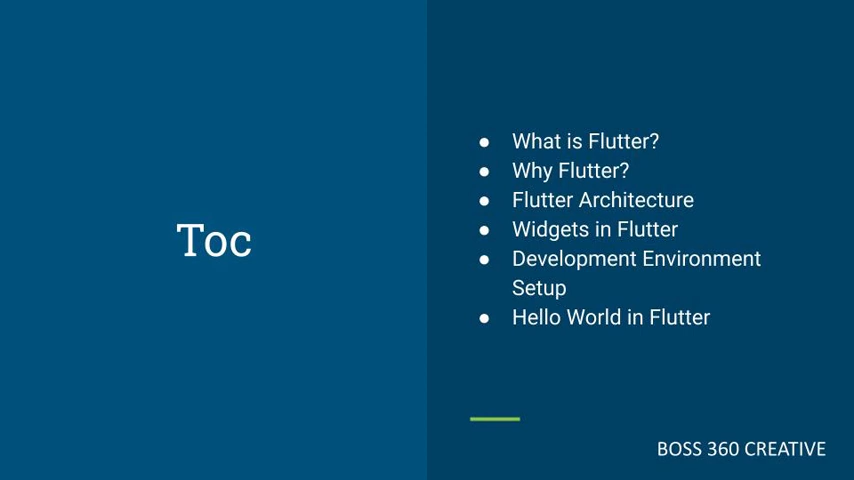 Toc
● What is Flutter?
● Why Flutter?
● Flutter Architecture
● Widgets in Flutter
● Development Environment
Setup
● Hello World in Flutter
BOSS 360 CREATIVE